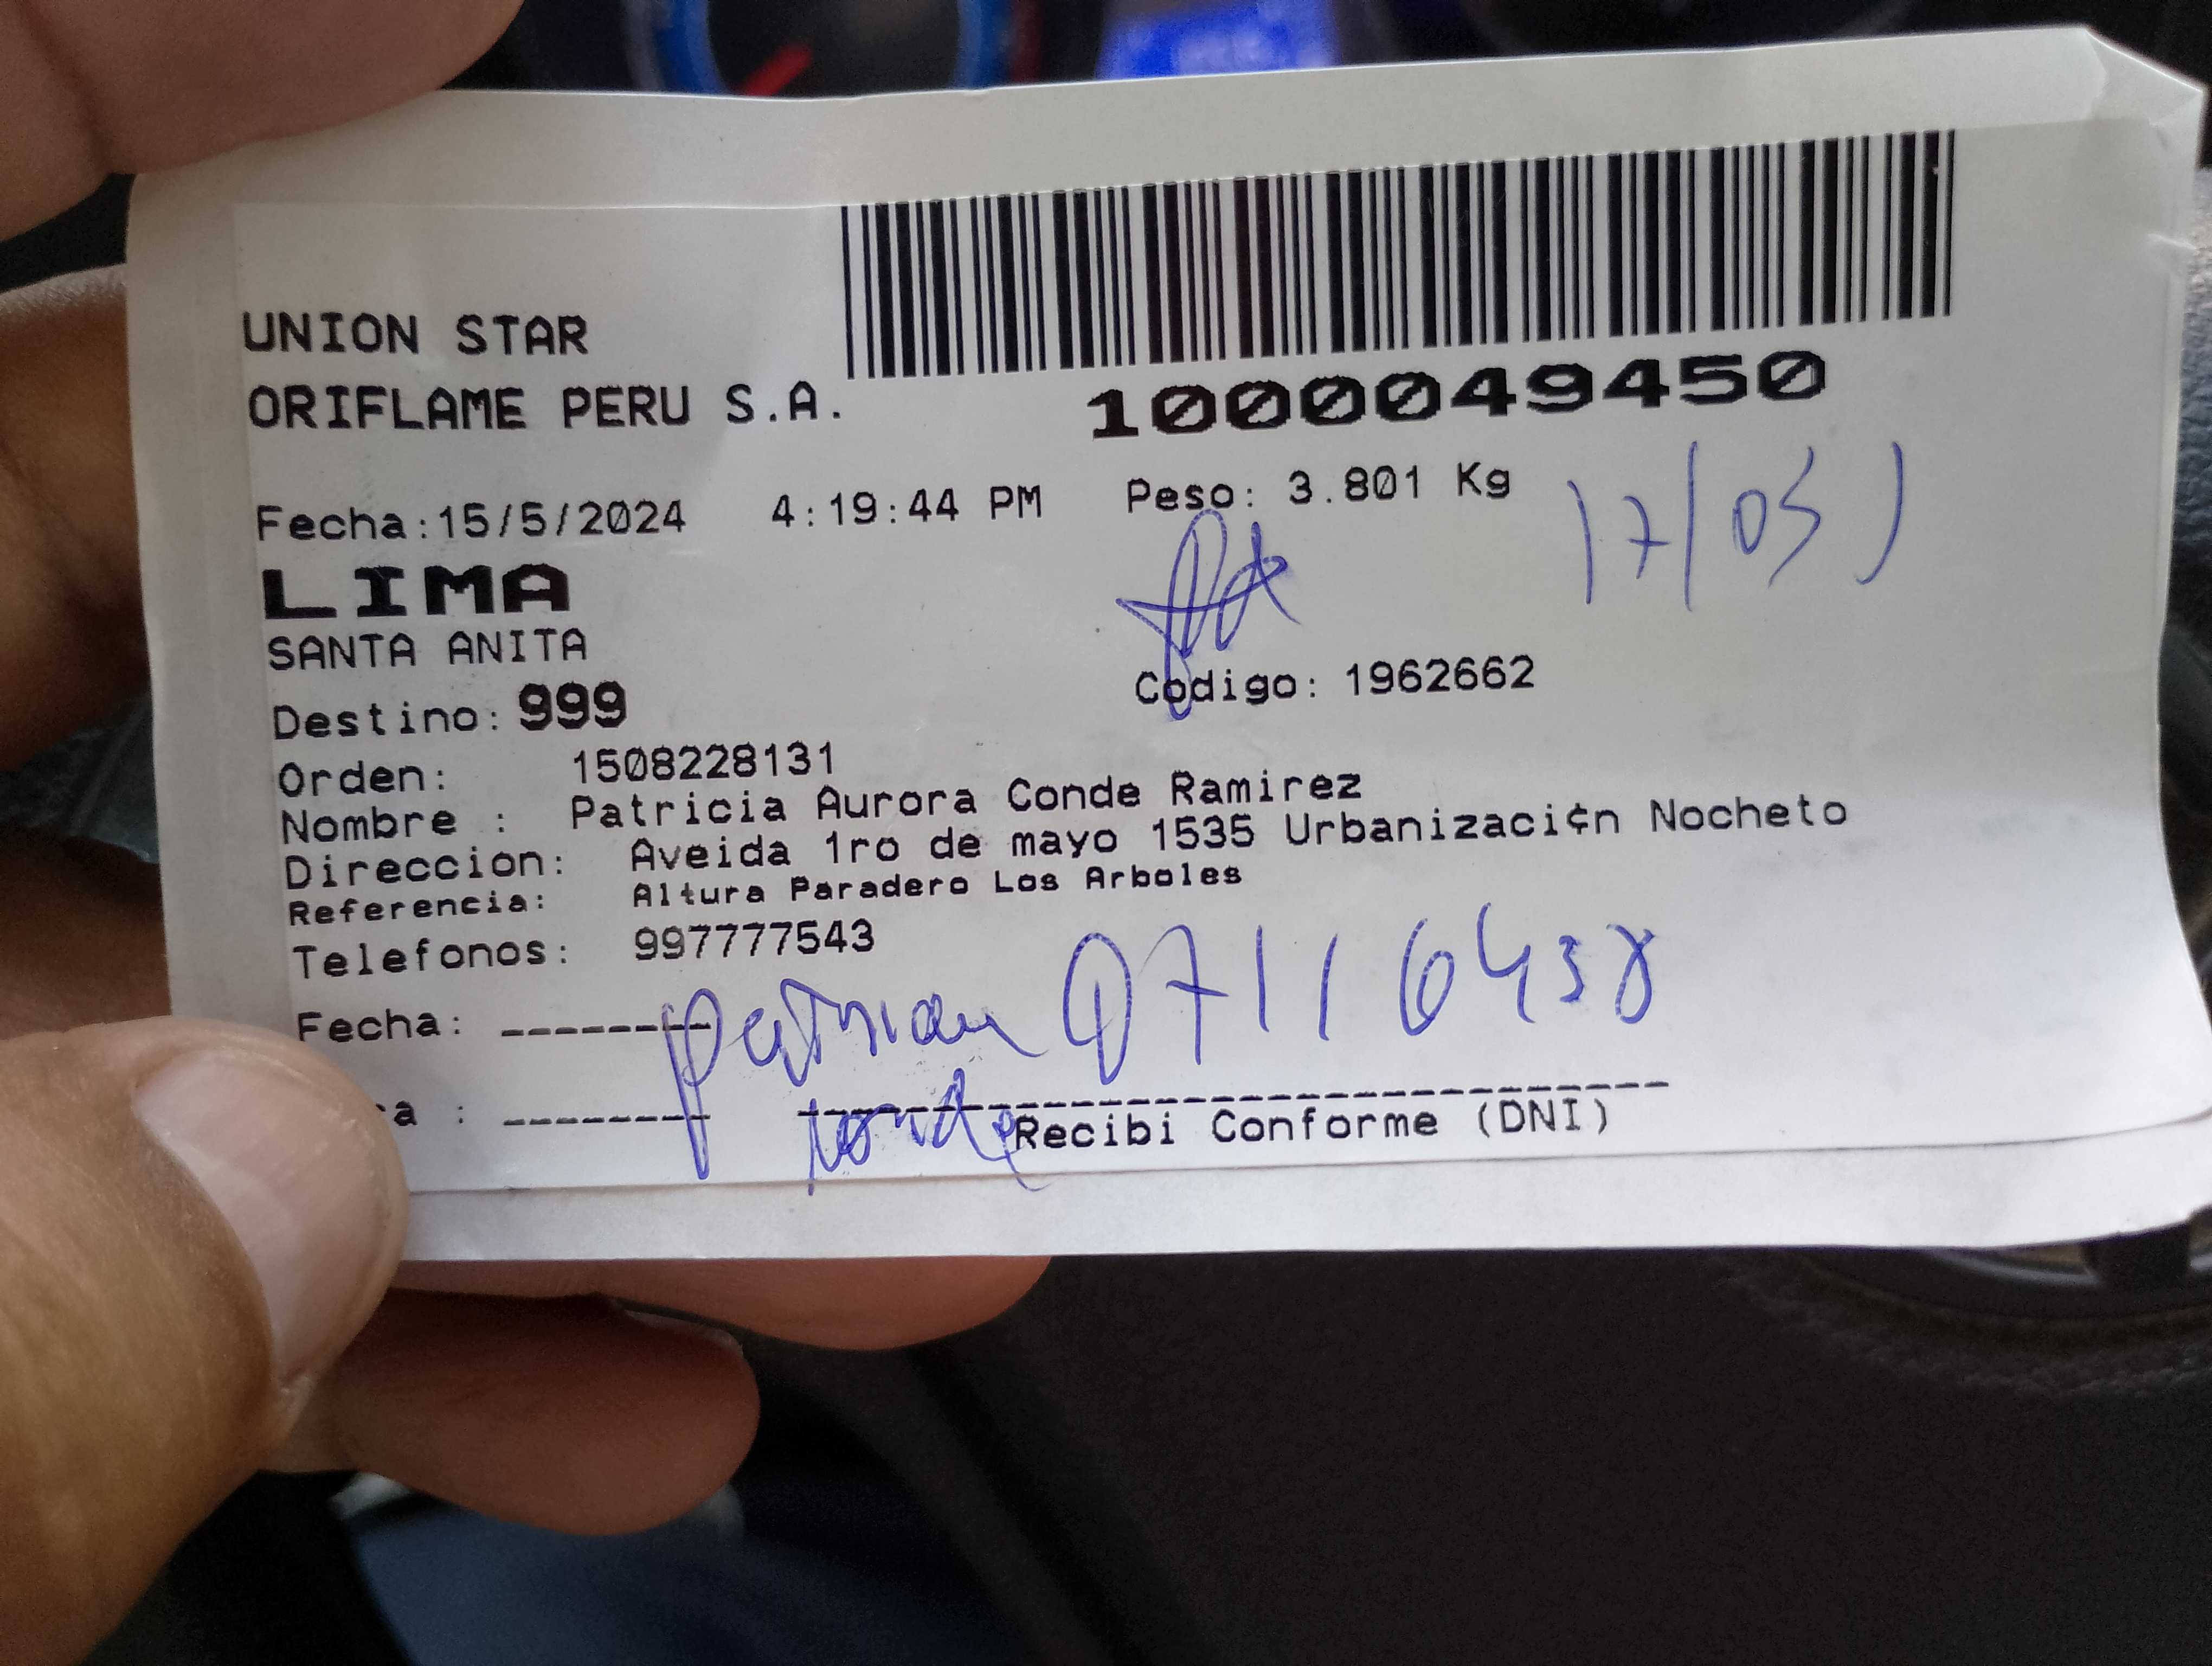 UNION STAR
ORIFLAME PERU S.A.
1000049450
Fecha:15/5/2024 4:19:44 PM Peso: 3.801 Kg
17/05/
LIMA
SANTA ANITA
Destino: 999 Codigo: 1962662
Orden: 1508228131
Nombre : Patricia Aurora Conde Ramirez
Direccion: Aveida 1ro de mayo 1535 Urbanizaci¢n Nocheto
Referencia: Altura Paradero Los Arboles
Telefonos: 997777543
Fecha: -------- 07116438
a : -------- Conde
Recibi Conforme (DNI)